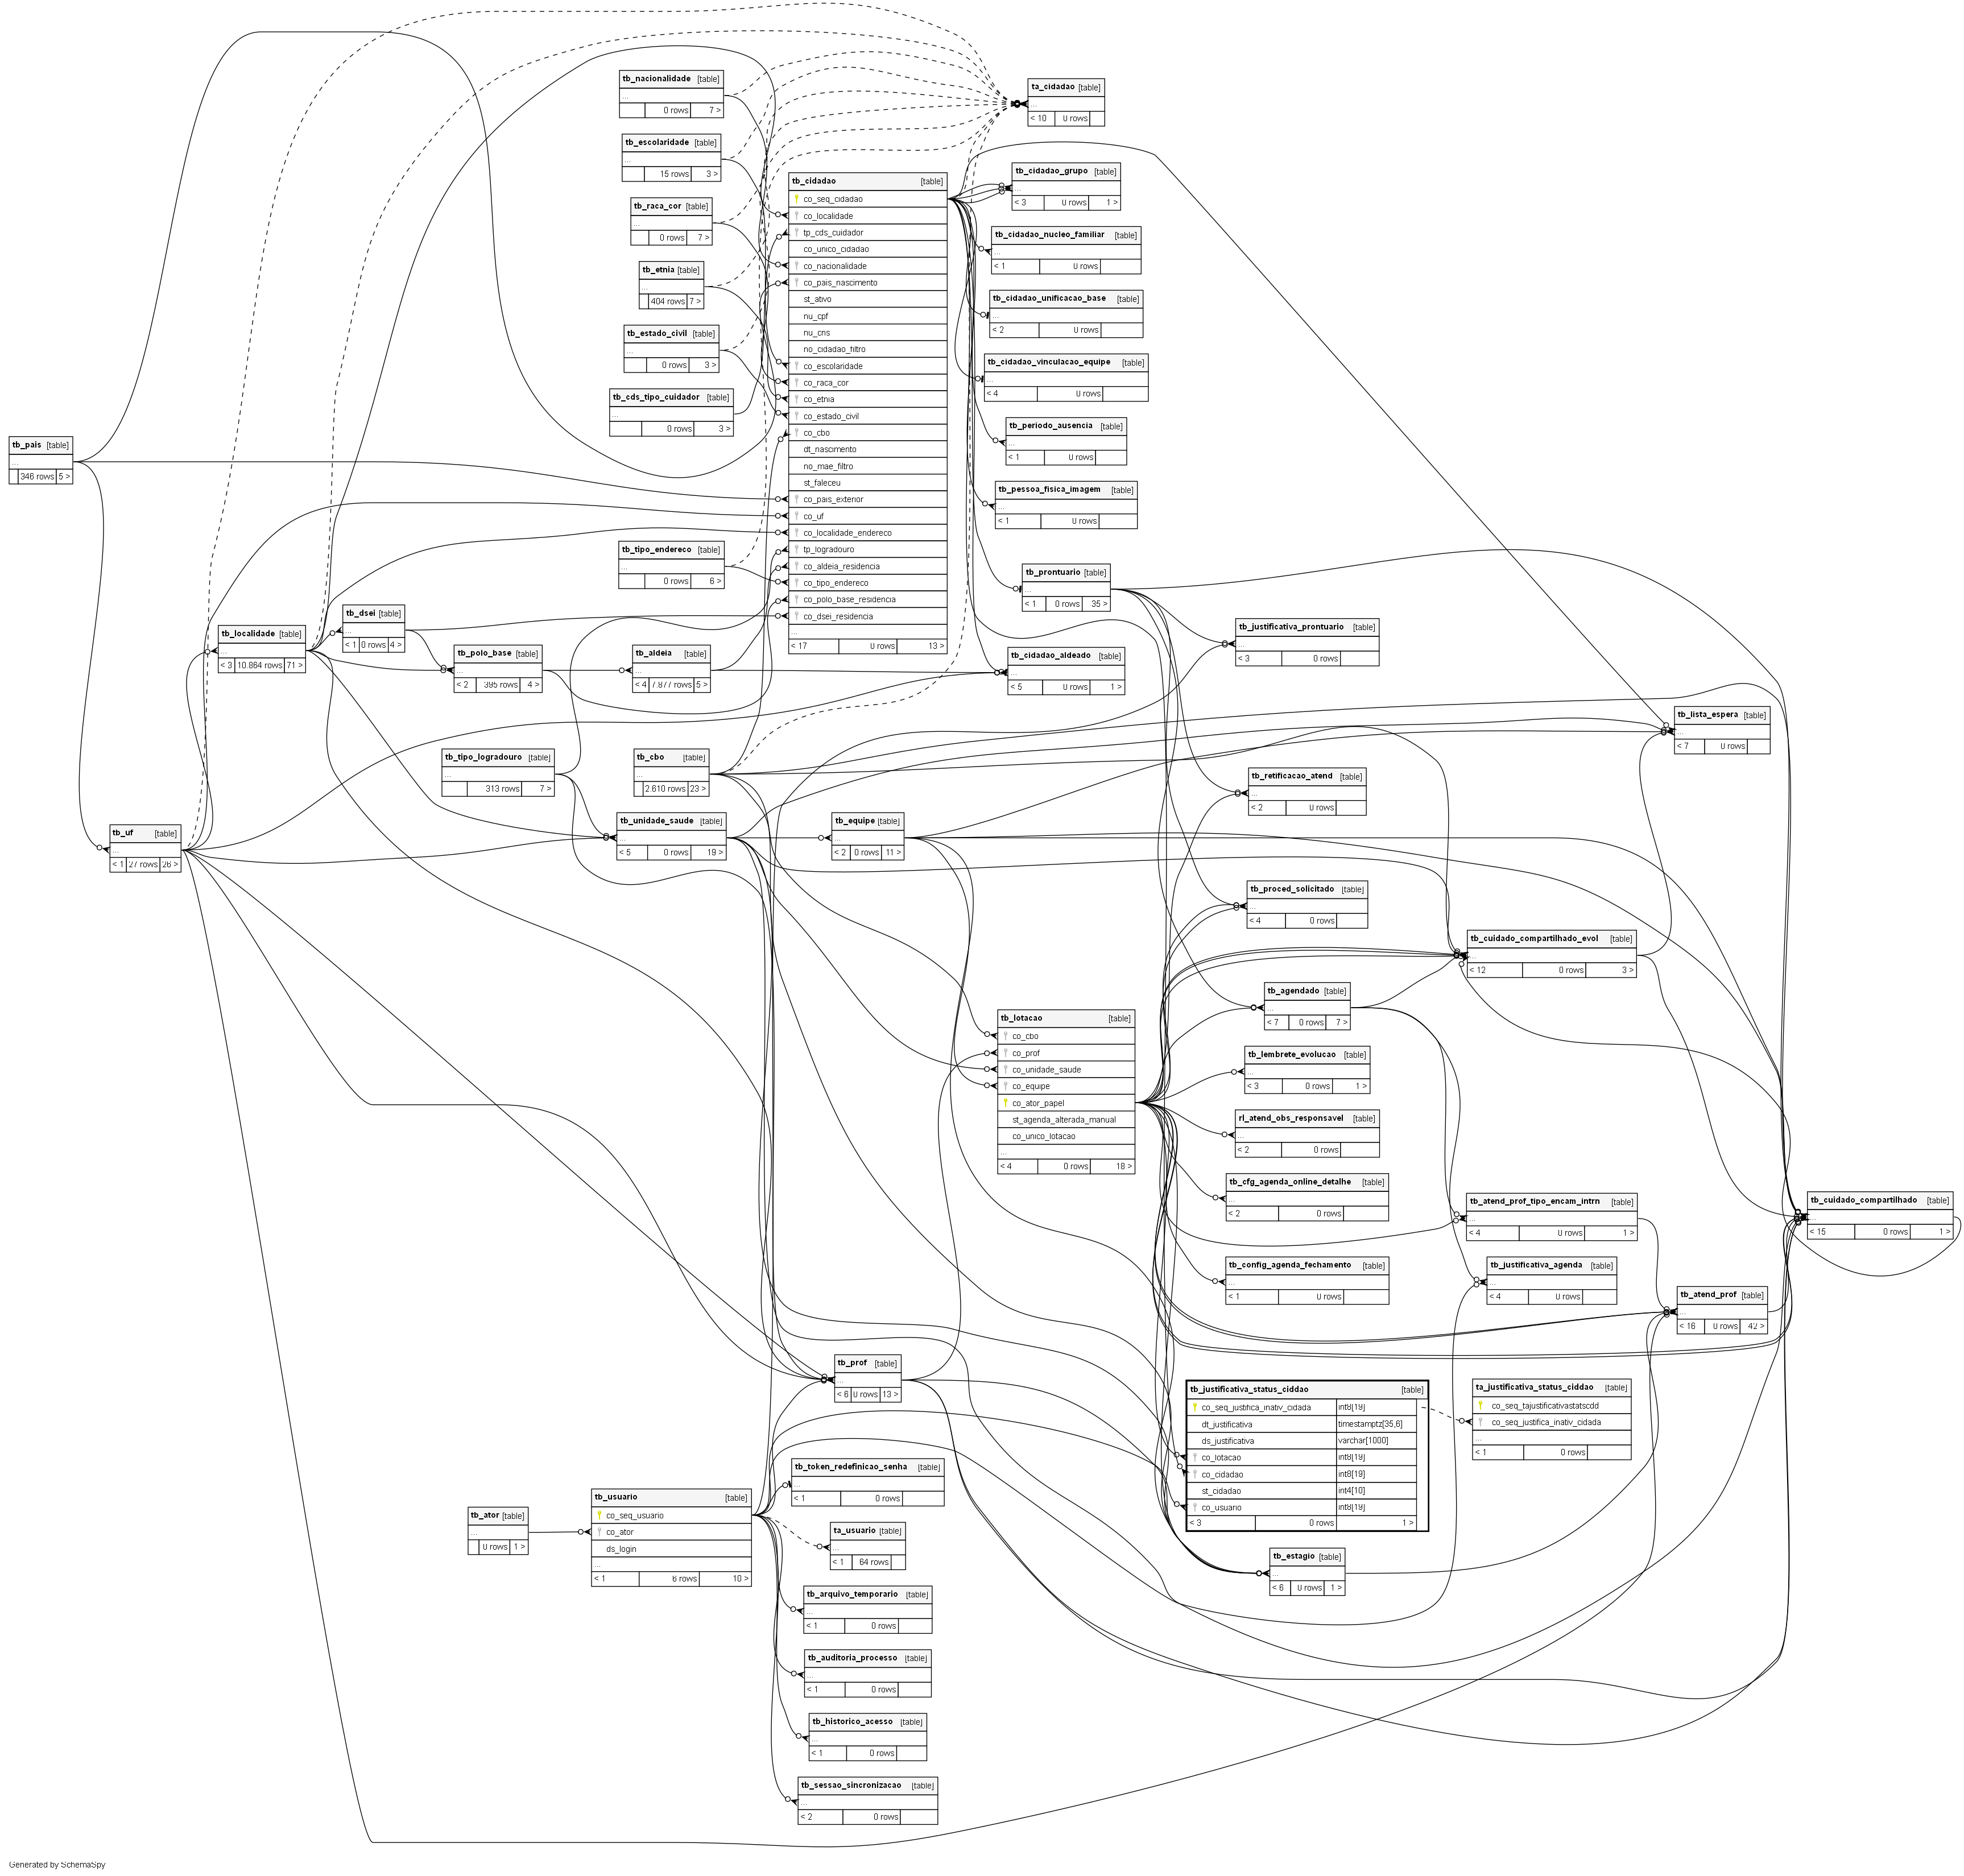 tb_nacionalidade [table]
...
0 rows 7 >
tb_escolaridade [table]
...
15 rows 3 >
tb_raca_cor [table]
...
0 rows 7 >
tb_etnia [table]
...
404 rows 7 >
tb_estado_civil [table]
...
0 rows 3 >
tb_cds_tipo_cuidador [table]
...
0 rows 3 >
tb_pais [table]
...
346 rows 5 >
tb_tipo_endereco [table]
...
0 rows 6 >
tb_localidade [table]
...
< 3 10.864 rows 71 >
tb_dsei [table]
...
< 1 0 rows 4 >
tb_polo_base [table]
...
< 2 395 rows 4 >
tb_aldeia [table]
...
< 4 7.877 rows 5 >
tb_tipo_logradouro [table]
...
313 rows 7 >
tb_cbo [table]
...
2.610 rows 23 >
tb_uf [table]
...
< 1 27 rows 26 >
tb_unidade_saude [table]
...
< 5 0 rows 19 >
tb_equipe [table]
...
< 2 0 rows 11 >
tb_cidadao [table]
co_seq_cidadao
co_localidade
tp_cds_cuidador
co_unico_cidadao
co_nacionalidade
co_pais_nascimento
st_ativo
nu_cpf
nu_cns
no_cidadao_filtro
co_escolaridade
co_raca_cor
co_etnia
co_estado_civil
co_cbo
dt_nascimento
no_mae_filtro
st_faleceu
co_pais_exterior
co_uf
co_localidade_endereco
tp_logradouro
co_aldeia_residencia
co_tipo_endereco
co_polo_base_residencia
co_dsei_residencia
...
< 17 0 rows 13 >
ta_cidadao [table]
...
< 10 0 rows
tb_cidadao_grupo [table]
...
< 3 0 rows 1 >
tb_cidadao_nucleo_familiar [table]
...
< 1 0 rows
tb_cidadao_unificacao_base [table]
...
< 2 0 rows
tb_cidadao_vinculacao_equipe [table]
...
< 4 0 rows
tb_periodo_ausencia [table]
...
< 1 0 rows
tb_pessoa_fisica_imagem [table]
...
< 1 0 rows
tb_prontuario [table]
...
< 1 0 rows 35 >
tb_cidadao_aldeado [table]
...
< 5 0 rows 1 >
tb_justificativa_prontuario [table]
...
< 3 0 rows
tb_lista_espera [table]
...
< 7 0 rows
tb_retificacao_atend [table]
...
< 2 0 rows
tb_proced_solicitado [table]
...
< 4 0 rows
tb_cuidado_compartilhado_evol [table]
...
< 12 0 rows 3 >
tb_agendado [table]
...
< 7 0 rows 7 >
tb_lotacao [table]
co_cbo
co_prof
co_unidade_saude
co_equipe
co_ator_papel
st_agenda_alterada_manual
co_unico_lotacao
...
< 4 0 rows 18 >
tb_lembrete_evolucao [table]
...
< 3 0 rows 1 >
rl_atend_obs_responsavel [table]
...
< 2 0 rows
tb_cfg_agenda_online_detalhe [table]
...
< 2 0 rows
tb_atend_prof_tipo_encam_intrn [table]
...
< 4 0 rows 1 >
tb_cuidado_compartilhado [table]
...
< 15 0 rows 1 >
tb_config_agenda_fechamento [table]
...
< 1 0 rows
tb_justificativa_agenda [table]
...
< 4 0 rows
tb_atend_prof [table]
...
< 16 0 rows 42 >
tb_prof [table]
...
< 6 0 rows 13 >
tb_justificativa_status_ciddao [table]
co_seq_justifica_inativ_cidada int8[19]
dt_justificativa timestamptz[35,6]
ds_justificativa varchar[1000]
co_lotacao int8[19]
co_cidadao int8[19]
st_cidadao int4[10]
co_usuario int8[19]
< 3 0 rows 1 >
ta_justificativa_status_ciddao [table]
co_seq_tajustificativastatscdd
co_seq_justifica_inativ_cidada
...
< 1 0 rows
tb_token_redefinicao_senha [table]
...
< 1 0 rows
tb_ator [table]
...
0 rows 1 >
tb_usuario [table]
co_seq_usuario
co_ator
ds_login
...
< 1 6 rows 10 >
ta_usuario [table]
...
< 1 64 rows
tb_estagio [table]
...
< 6 0 rows 1 >
tb_arquivo_temporario [table]
...
< 1 0 rows
tb_auditoria_processo [table]
...
< 1 0 rows
tb_historico_acesso [table]
...
< 1 0 rows
tb_sessao_sincronizacao [table]
...
< 2 0 rows
Generated by SchemaSpy